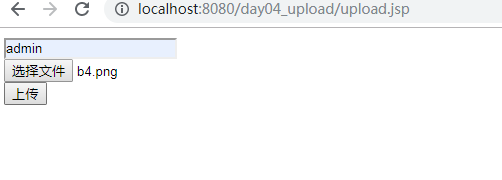 localhost:8080/day04_upload/upload.jsp
admin
选择文件 b4.png
上传